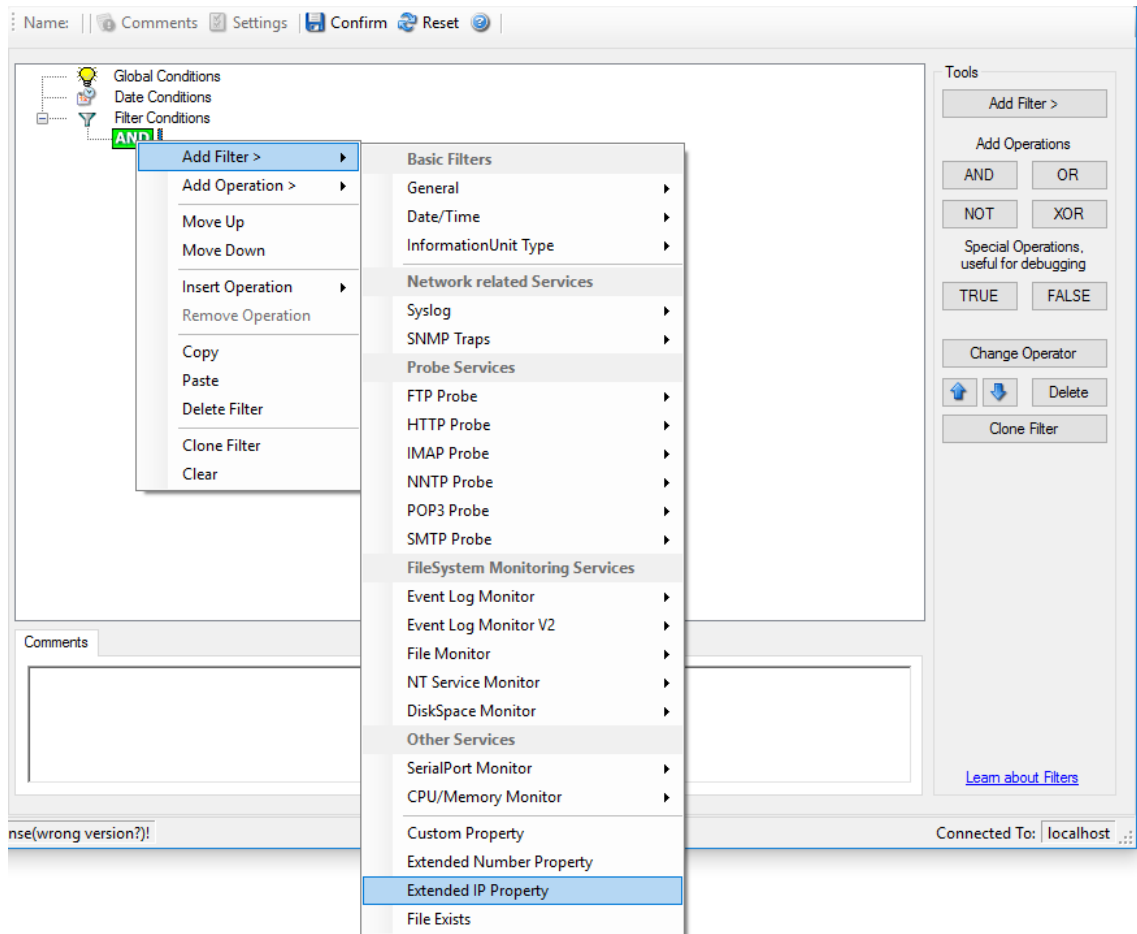 Name: Comments Settings Confirm Reset
Global Conditions
Date Conditions
Filter Conditions
AND
Add Filter >
Add Operation >
Move Up
Move Down
Insert Operation
Remove Operation
Copy
Paste
Delete Filter
Clone Filter
Clear
Basic Filters
General
Date/Time
InformationUnit Type
Network related Services
Syslog
SNMP Traps
Probe Services
FTP Probe
HTTP Probe
IMAP Probe
NNTP Probe
POP3 Probe
SMTP Probe
FileSystem Monitoring Services
Event Log Monitor
Event Log Monitor V2
File Monitor
NT Service Monitor
DiskSpace Monitor
Other Services
SerialPort Monitor
CPU/Memory Monitor
Custom Property
Extended Number Property
Extended IP Property
File Exists
Tools
Add Filter >
Add Operations
AND OR
NOT XOR
Special Operations,
useful for debugging
TRUE FALSE
Change Operator
Delete
Clone Filter
Learn about Filters
Comments
nse(wrong version?)!
Connected To: localhost